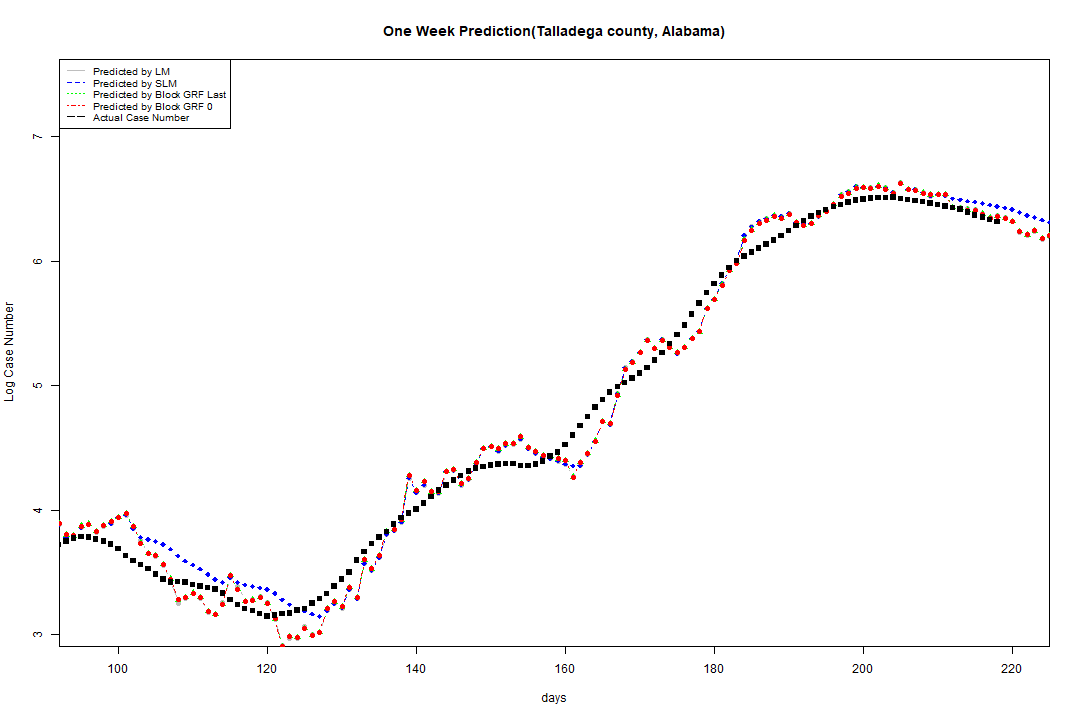 One Week Prediction(Talladega county, Alabama)
Predicted by LM
Predicted by SLM
Predicted by Block GRF Last
Predicted by Block GRF 0
Actual Case Number
7
6
5
4
3
Log Case Number
100 120 140 160 180 200 220
days